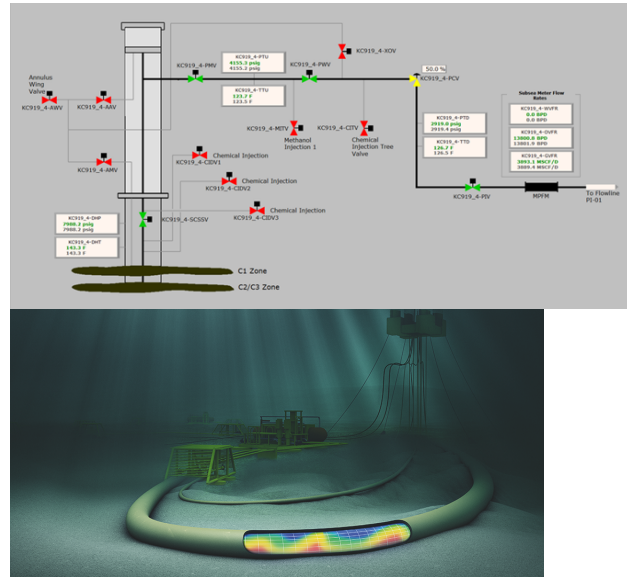 KC919_4-XOV
KC919_4-PTU
4155.3 psig
4155.2 psig
KC919_4-PMV
KC919_4-PWV
50.0 %
KC919_4-PCV
KC919_4-TTU
123.7 F
123.5 F
Annulus
Wing
Valve
KC919_4-AWV
KC919_4-AAV
Subsea Meter Flow
Rates
KC919_4-WVFR
0.0 BPD
0.0 BPD
KC919_4-OVFR
13800.0 BPD
13801.9 BPD
KC919_4-GVFR
3893.1 MSCF/D
3889.4 MSCF/D
KC919_4-PTD
2919.0 psig
2919.4 psig
KC919_4-TTD
126.7 F
126.5 F
KC919_4-MITV
Methanol
Injection 1
KC919_4-CITV
Chemical
Injection Tree
Valve
Chemical Injection
KC919_4-CIDV1
KC919_4-AMV
Chemical Injection
KC919_4-CIDV2
Chemical Injection
KC919_4-CIDV3
KC919_4-PIV
MPFM
To Flowline
PI-01
KC919_4-DHP
7988.2 psig
7988.2 psig
KC919_4-SCSSV
KC919_4-DHT
143.3 F
143.3 F
C1 Zone
C2/C3 Zone